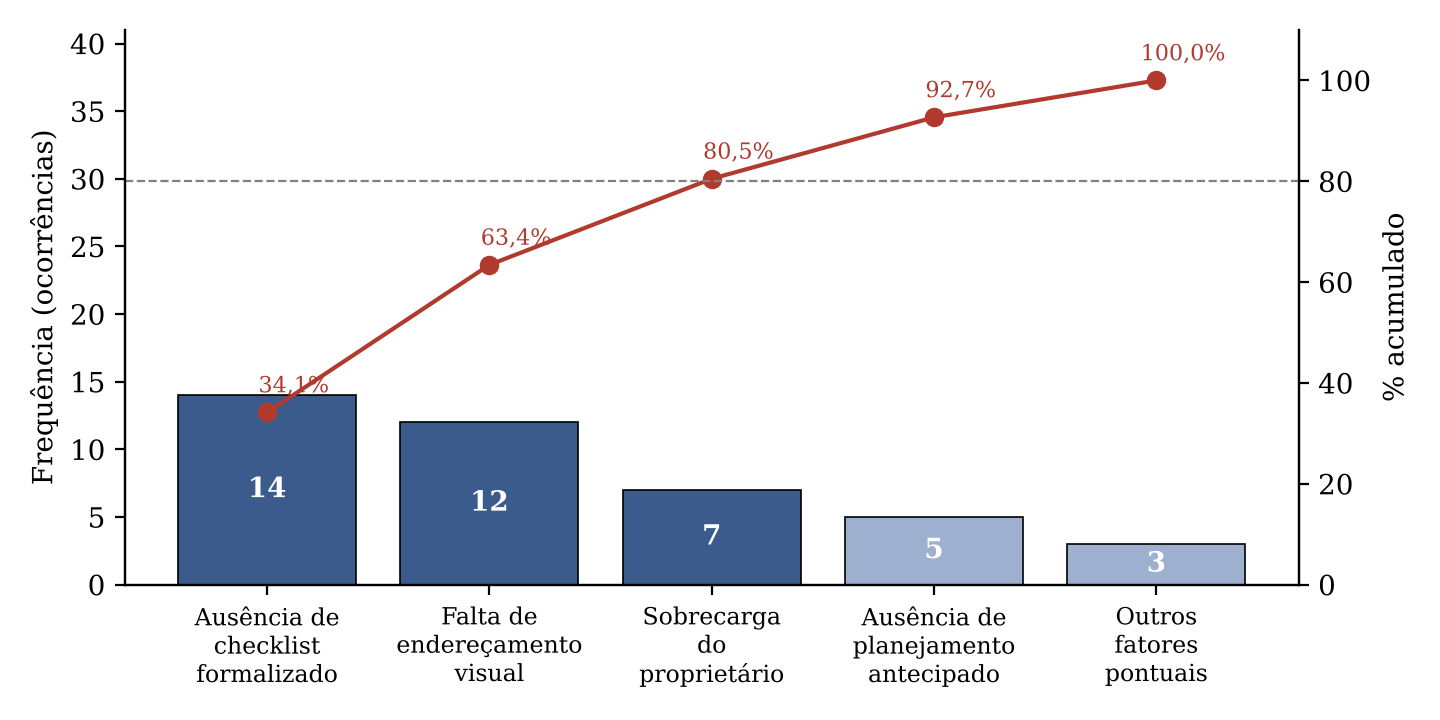 Frequência (ocorrências)
40
35
30
25
20
15
10
5
0
34,1%
63,4%
80,5%
92,7%
100,0%
14
12
7
5
3
100
80
60
40
20
0
% acumulado
Ausência de
checklist
formalizado
Falta de
endereçamento
visual
Sobrecarga
do
proprietário
Ausência de
planejamento
antecipado
Outros
fatores
pontuais